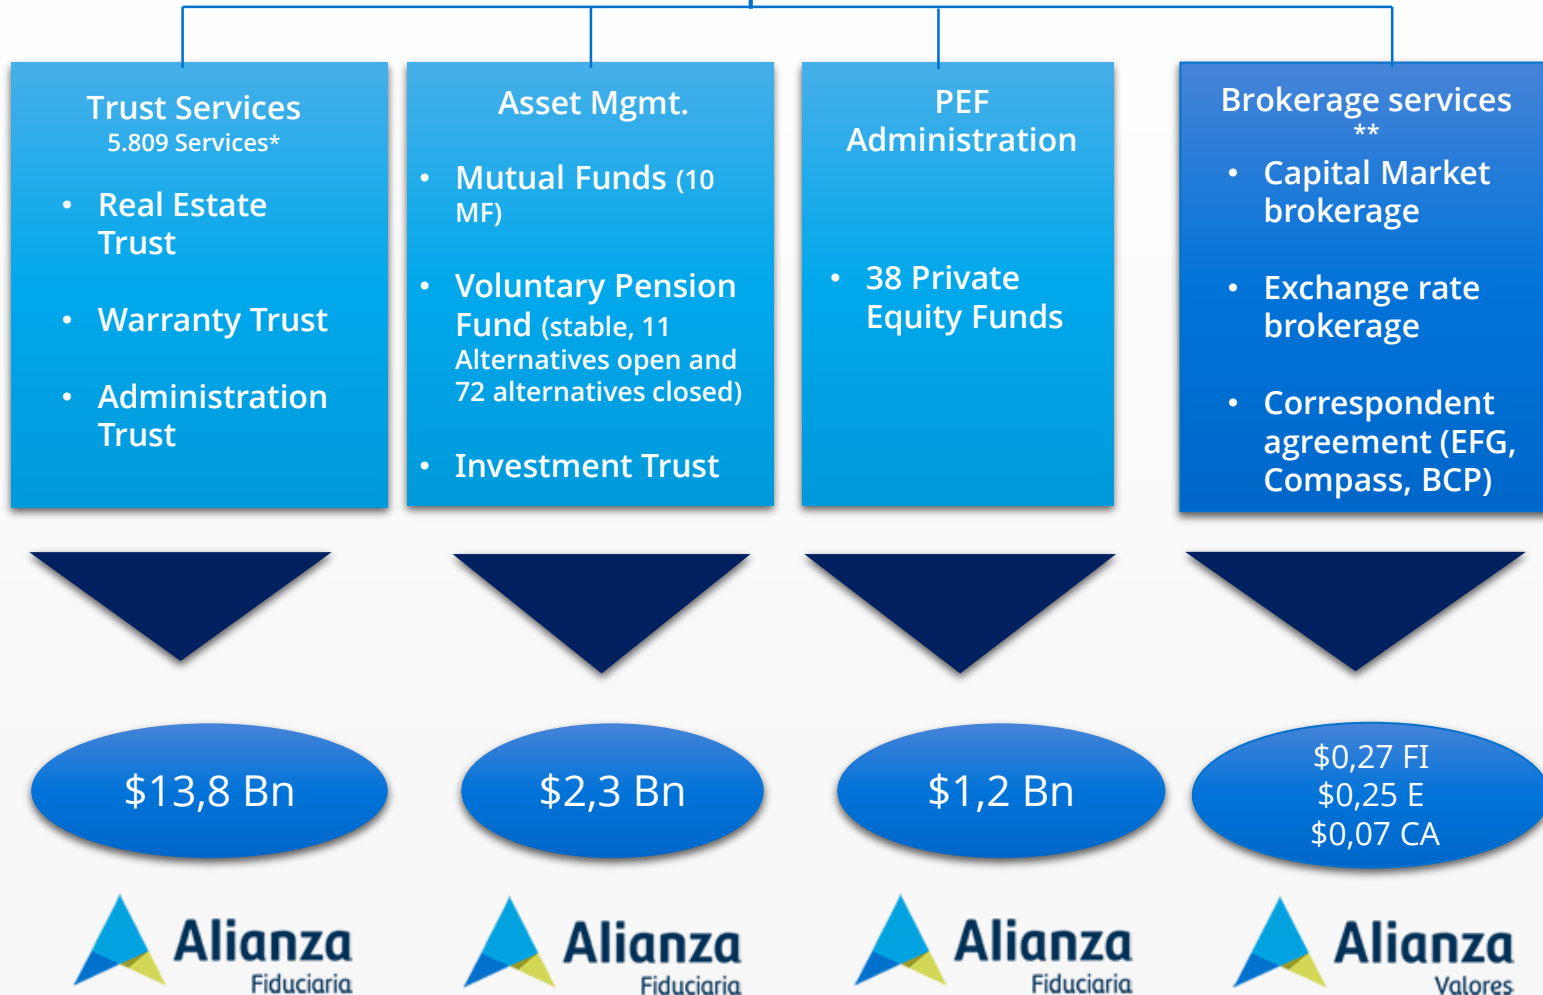 Trust Services
5.809 Services*
• Real Estate
Trust
• Warranty Trust
• Administration
Trust
Asset Mgmt.
• Mutual Funds (10
MF)
• Voluntary Pension
Fund (stable, 11
Alternatives open and
72 alternatives closed)
• Investment Trust
PEF
Administration
• 38 Private
Equity Funds
Brokerage services
**
• Capital Market
brokerage
• Exchange rate
brokerage
• Correspondent
agreement (EFG,
Compass, BCP)
$13,8 Bn
$2,3 Bn
$1,2 Bn
$0,27 FI
$0,25 E
$0,07 CA
Alianza
Fiduciaria
Alianza
Fiduciaria
Alianza
Fiduciaria
Alianza
Valores